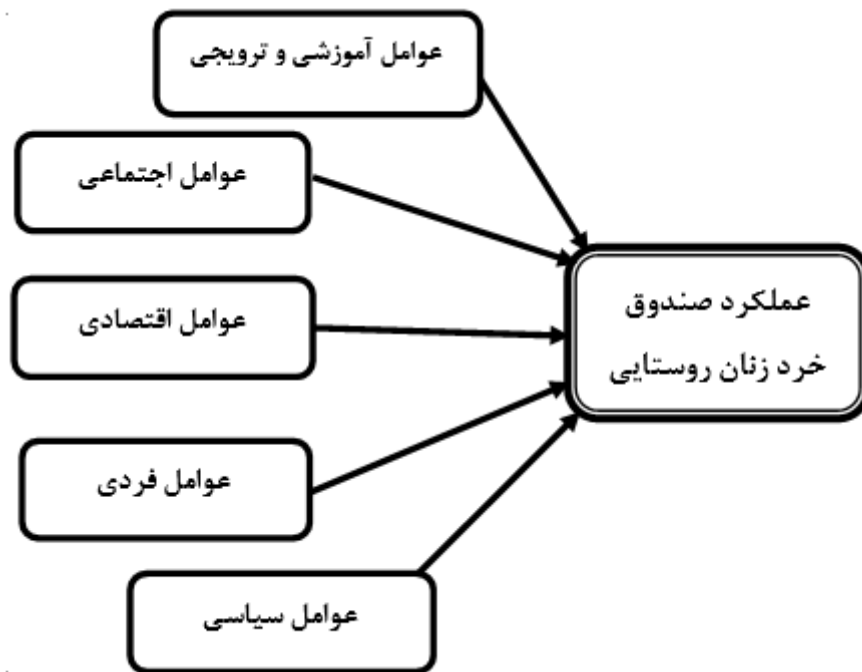 عوامل آموزشی و ترویجی
عوامل اجتماعی
عوامل اقتصادی
عوامل فردی
عوامل سیاسی
عملکرد صندوق
خرد زنان روستایی